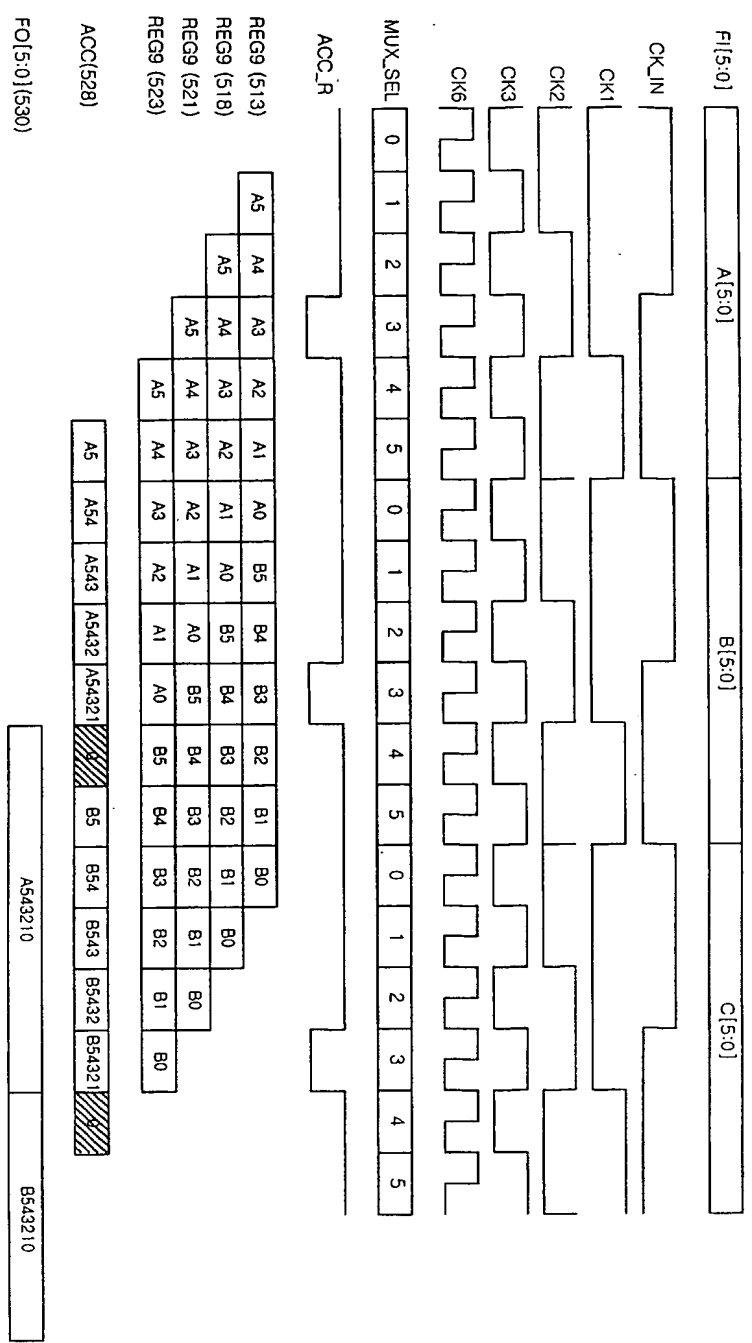 FI[5:0] A[5:0] B[5:0] C[5:0]
CK_IN
CK1
CK2
CK3
CK6
MUX_SEL 0 1 2 3 4 5 0 1 2 3 4 5 0 1 2 3 4 5
ACC_R
REG9 (513) A5 A4 A3 A2 A1 A0 B5 B4 B3 B2 B1 B0
REG9 (518) A5 A4 A3 A2 A1 A0 B5 B4 B3 B2 B1 B0
REG9 (521) A5 A4 A3 A2 A1 A0 B5 B4 B3 B2 B1 B0
REG9 (523) A5 A4 A3 A2 A1 A0 B5 B4 B3 B2 B1 B0
ACC(528) A5 A54 A543 A5432 A54321 B5 B54 B543 B5432 B54321
FO[5:0](530) A543210 B543210